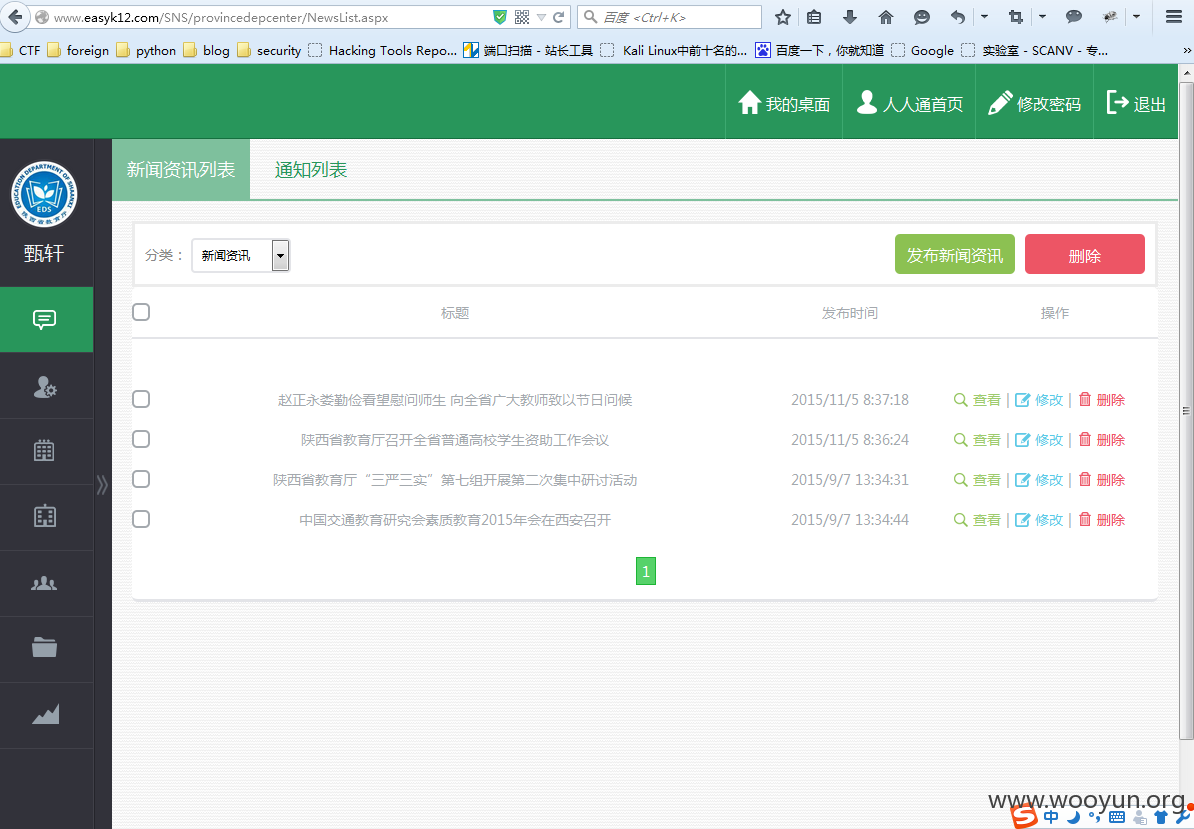 www.easyk12.com/SNS/provincedepcenter/NewsList.aspx
百度 <Ctrl+K>
CTF foreign python blog security Hacking Tools Repo... 端口扫描 - 站长工具 Kali Linux中前十名的... 百度一下，你就知道 Google 实验室 - SCANV - 专... »
我的桌面 人人通首页 修改密码 退出
EDUCATION DEPARTMENT OF SHAANXI
EDS
陕西省教育厅
甄轩
新闻资讯列表 通知列表
分类： 新闻资讯 发布新闻资讯 删除
标题 发布时间 操作
赵正永娄勤俭看望慰问师生 向全省广大教师致以节日问候 2015/11/5 8:37:18 查看 | 修改 | 删除
陕西省教育厅召开全省普通高校学生资助工作会议 2015/11/5 8:36:24 查看 | 修改 | 删除
陕西省教育厅“三严三实”第七组开展第二次集中研讨活动 2015/9/7 13:34:31 查看 | 修改 | 删除
中国交通教育研究会素质教育2015年会在西安召开 2015/9/7 13:34:44 查看 | 修改 | 删除
1
www.wooyun.org
S 中